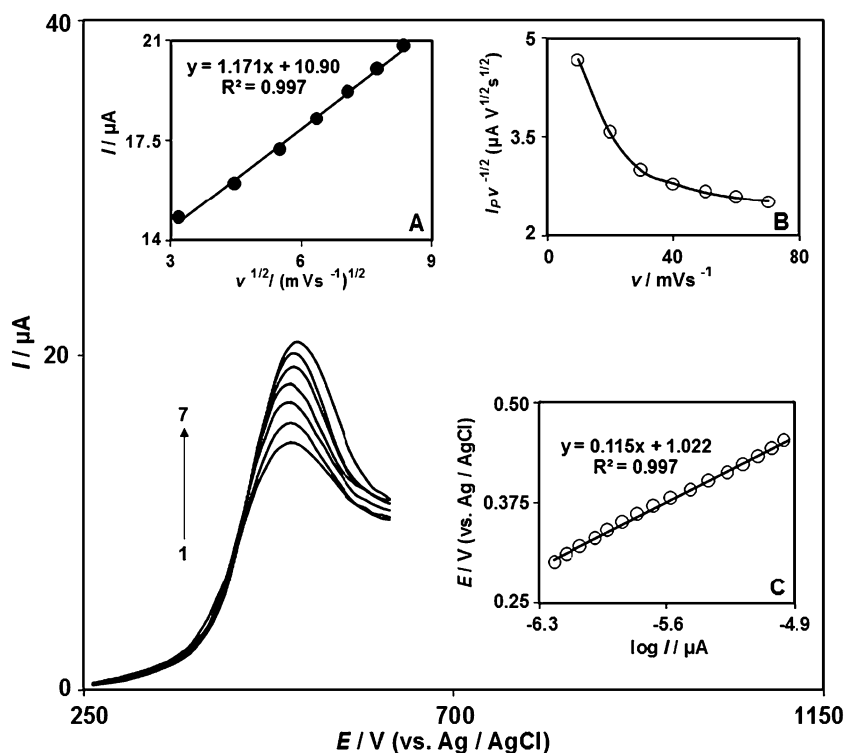 40
20
0
I / µA
250
700
1150
E / V (vs. Ag / AgCl)
7
1
21
17.5
14
I / µA
y = 1.171x + 10.90
R² = 0.997
A
3
6
9
v 1/2/ (mVs -1)1/2
5
3.5
2
IPv -1/2 (µA V1/2s1/2)
B
0
40
80
v / mVs -1
0.50
0.375
0.25
E / V (vs. Ag / AgCl)
y = 0.115x + 1.022
R² = 0.997
C
-6.3
-5.6
-4.9
log I / µA